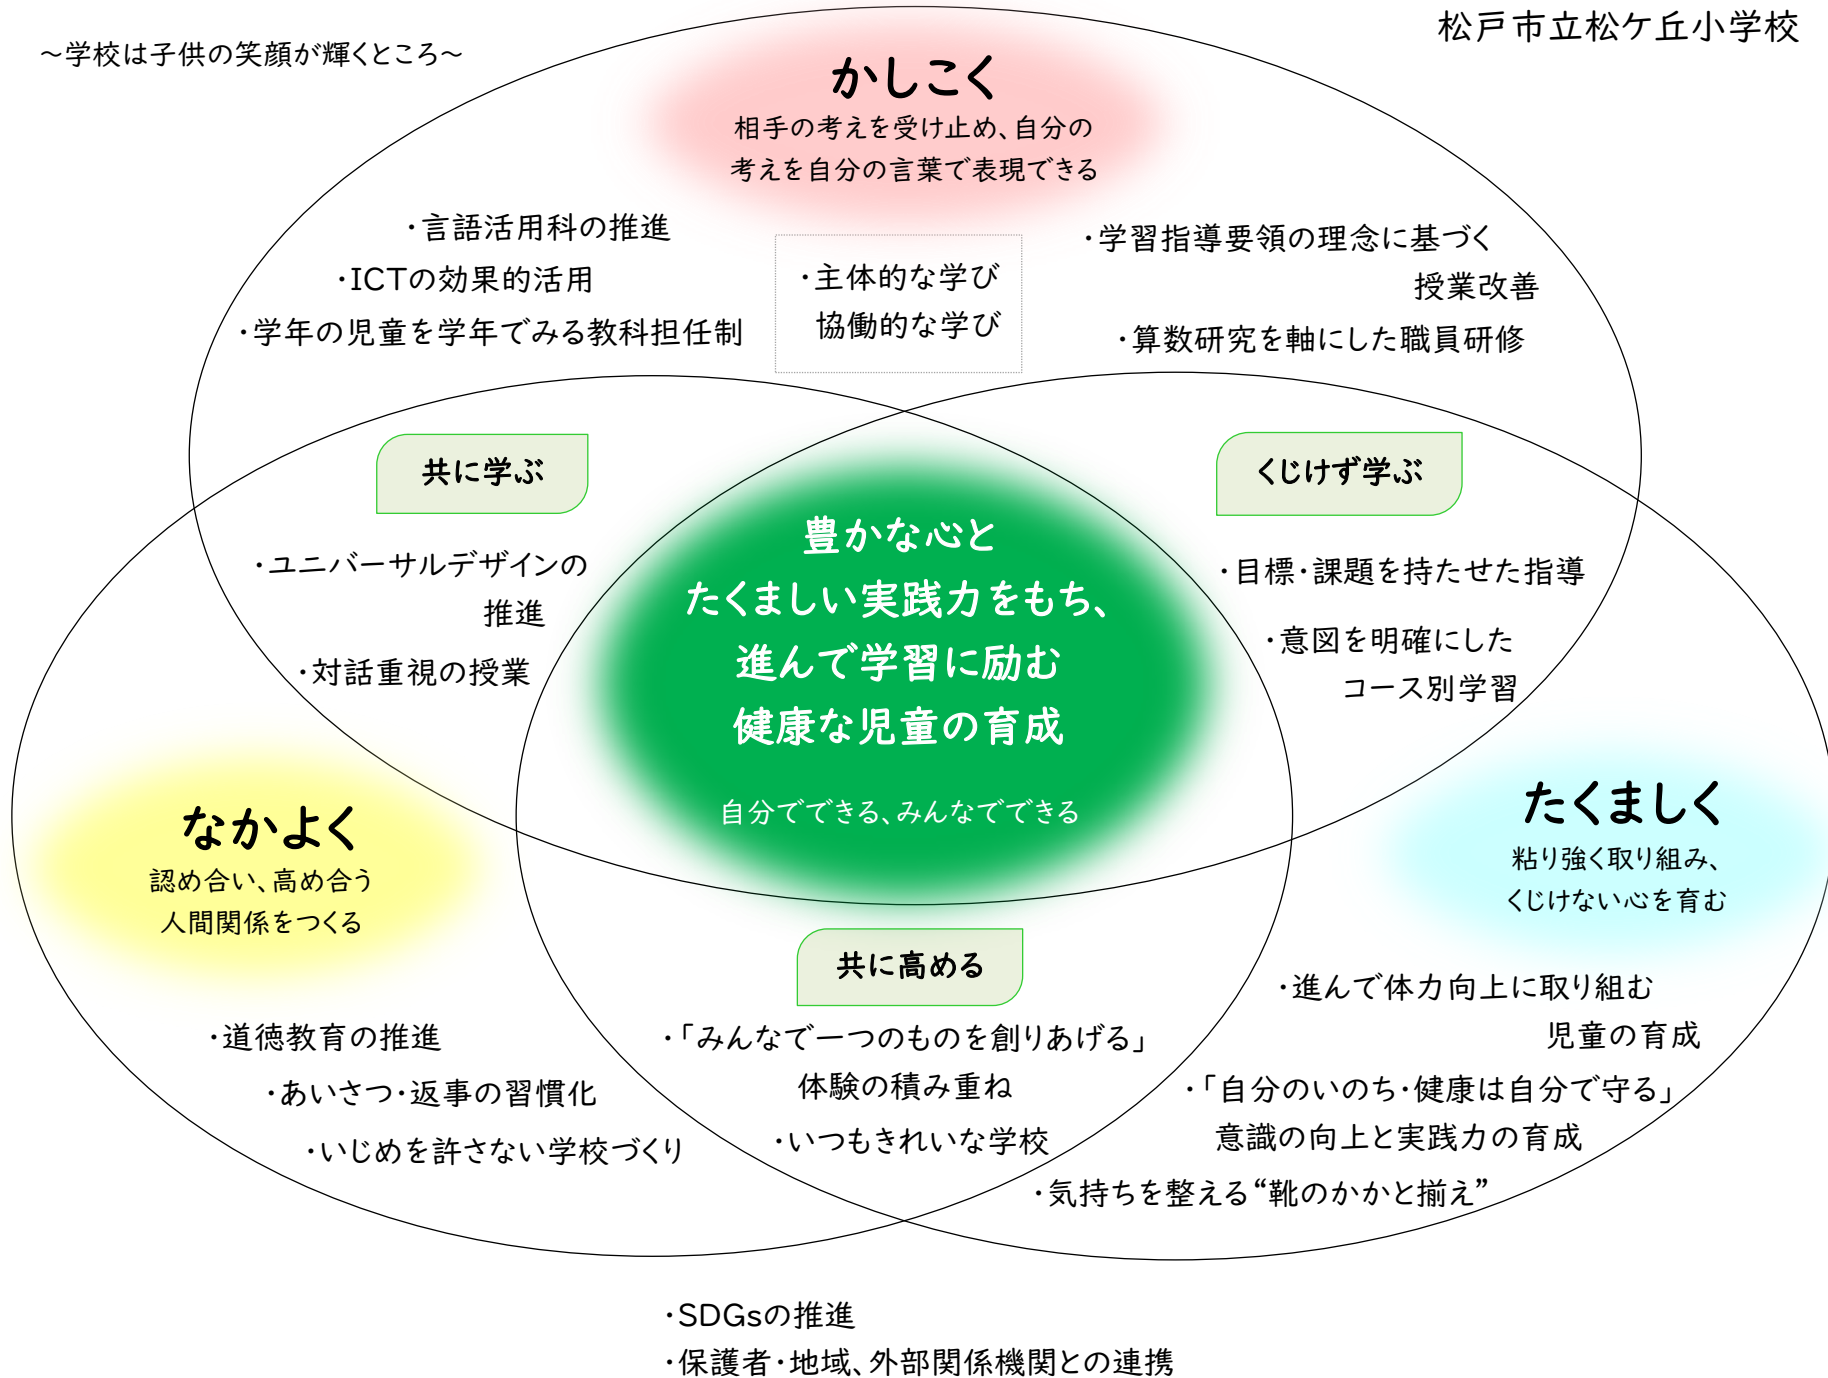 ~学校は子供の笑顔が輝くところ~
松戸市立松ケ丘小学校
かしこく
相手の考えを受け止め、自分の
考えを自分の言葉で表現できる
・言語活用科の推進
・ICTの効果的活用
・学年の児童を学年でみる教科担任制
・主体的な学び
協働的な学び
・学習指導要領の理念に基づく
授業改善
・算数研究を軸にした職員研修
共に学ぶ
・ユニバーサルデザインの
推進
・対話重視の授業
くじけず学ぶ
・目標・課題を持たせた指導
・意図を明確にした
コース別学習
豊かな心と
たくましい実践力をもち、
進んで学習に励む
健康な児童の育成
自分でできる、みんなでできる
なかよく
認め合い、高め合う
人間関係をつくる
・道徳教育の推進
・あいさつ・返事の習慣化
・いじめを許さない学校づくり
共に高める
・「みんなで一つのものを創りあげる」
体験の積み重ね
・いつもきれいな学校
たくましく
粘り強く取り組み、
くじけない心を育む
・進んで体力向上に取り組む
児童の育成
・「自分のいのち・健康は自分で守る」
意識の向上と実践力の育成
・気持ちを整える“靴のかかと揃え”
・SDGsの推進
・保護者・地域、外部関係機関との連携